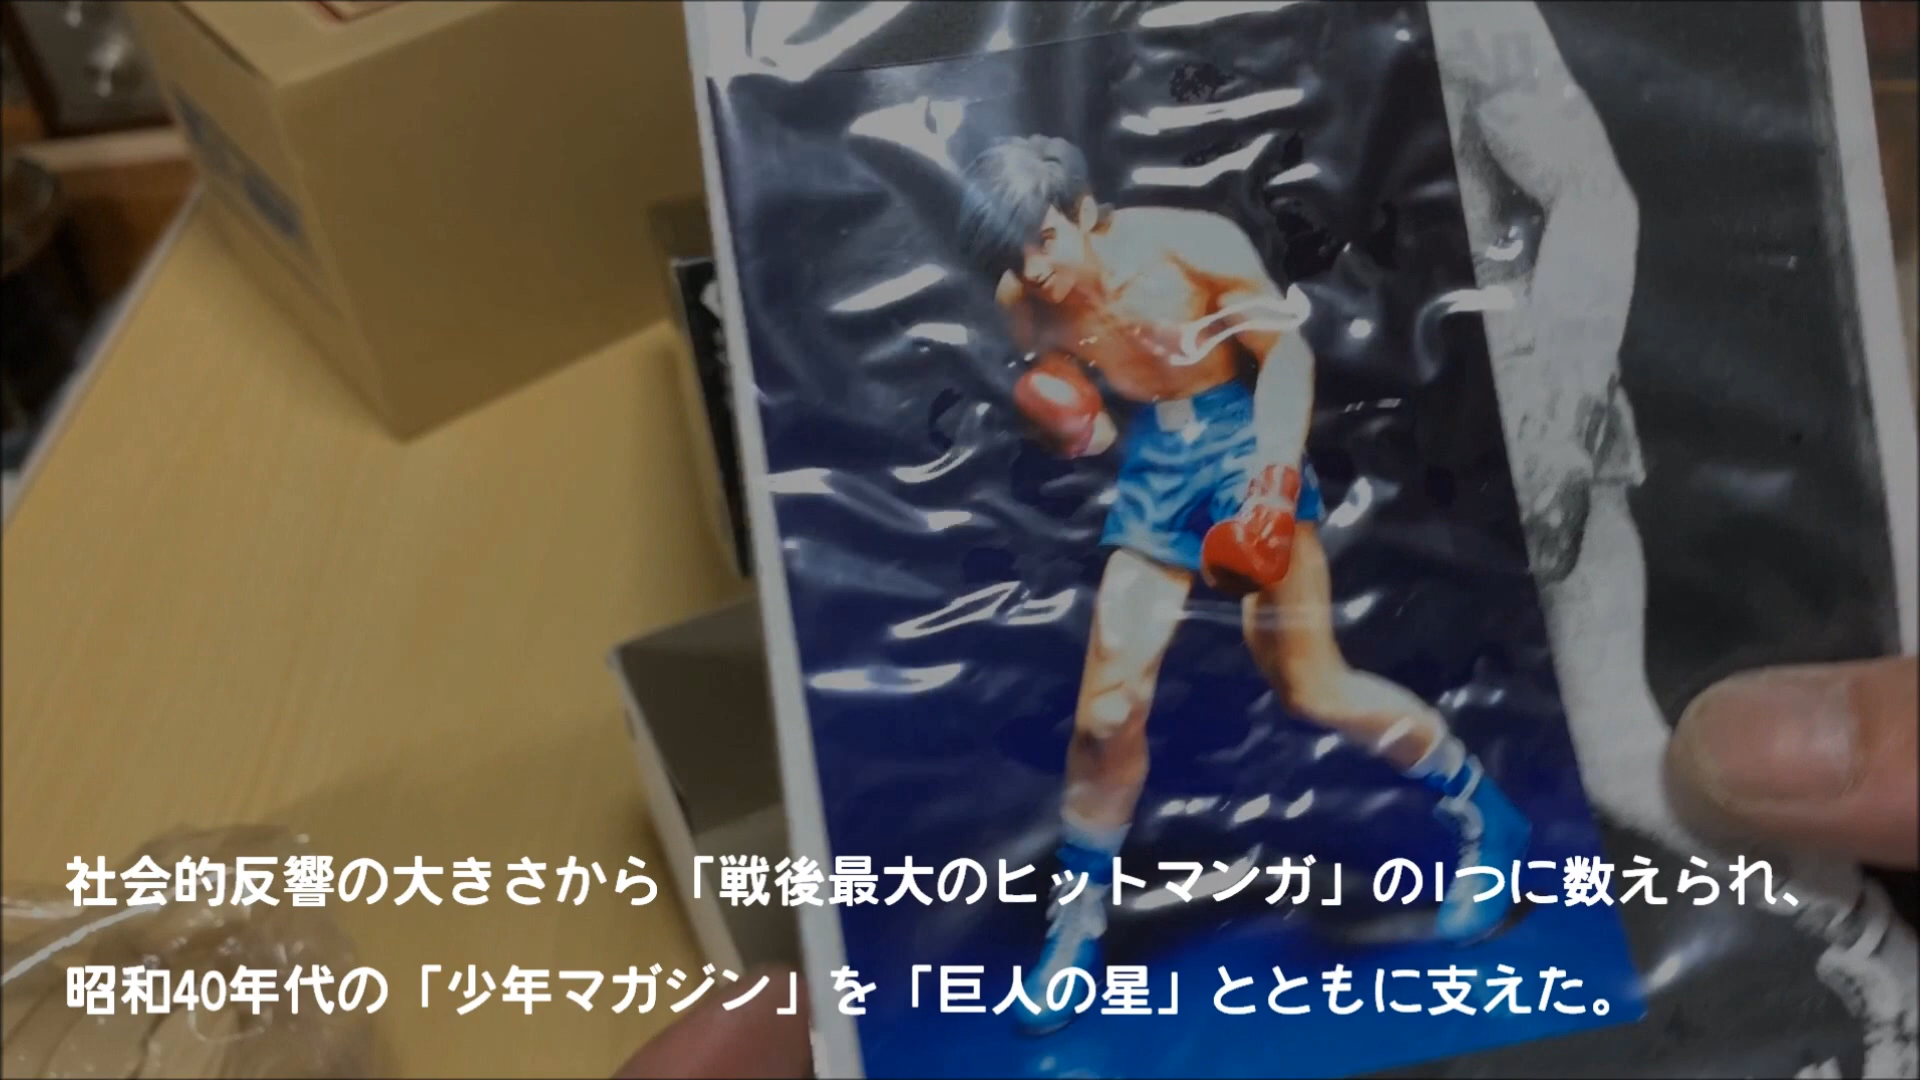 社会的反響の大きさから「戦後最大のヒットマンガ」の1つに数えられ、
昭和40年代の「少年マガジン」を「巨人の星」とともに支えた。